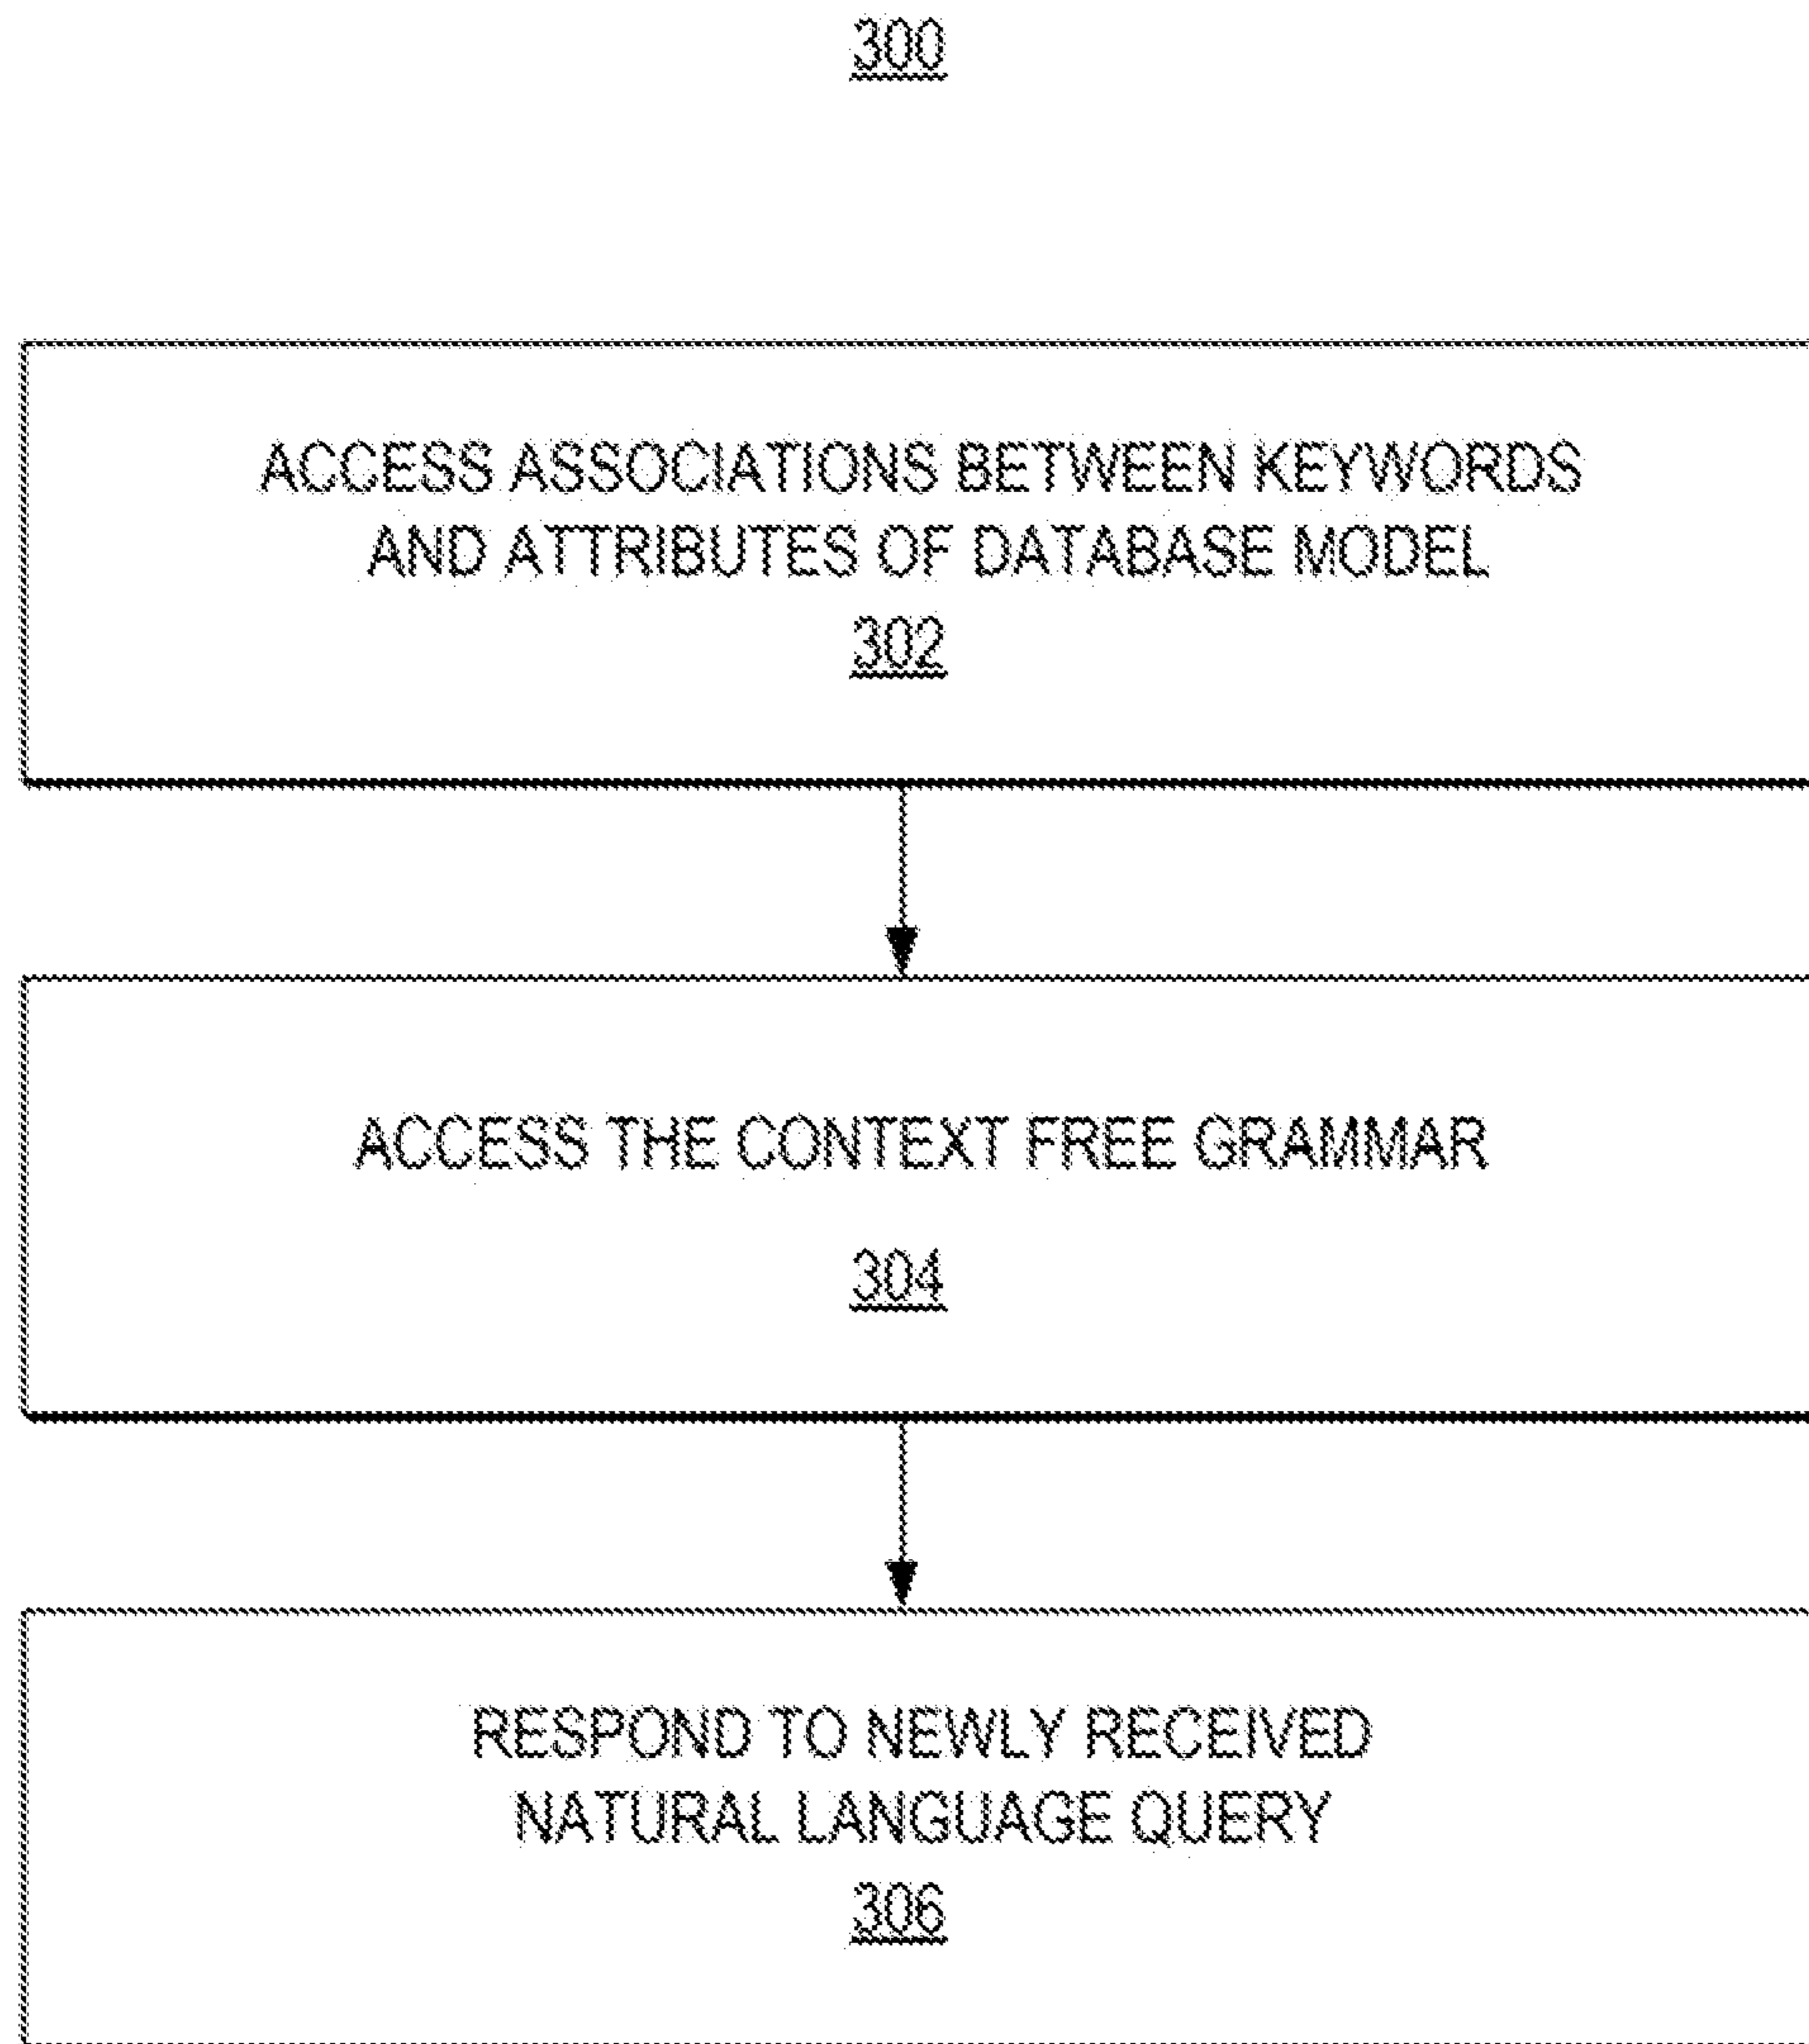 300
ACCESS ASSOCIATIONS BETWEEN KEYWORDS
AND ATTRIBUTES OF DATABASE MODEL
302
ACCESS THE CONTEXT FREE GRAMMAR
304
RESPOND TO NEWLY RECEIVED
NATURAL LANGUAGE QUERY
306